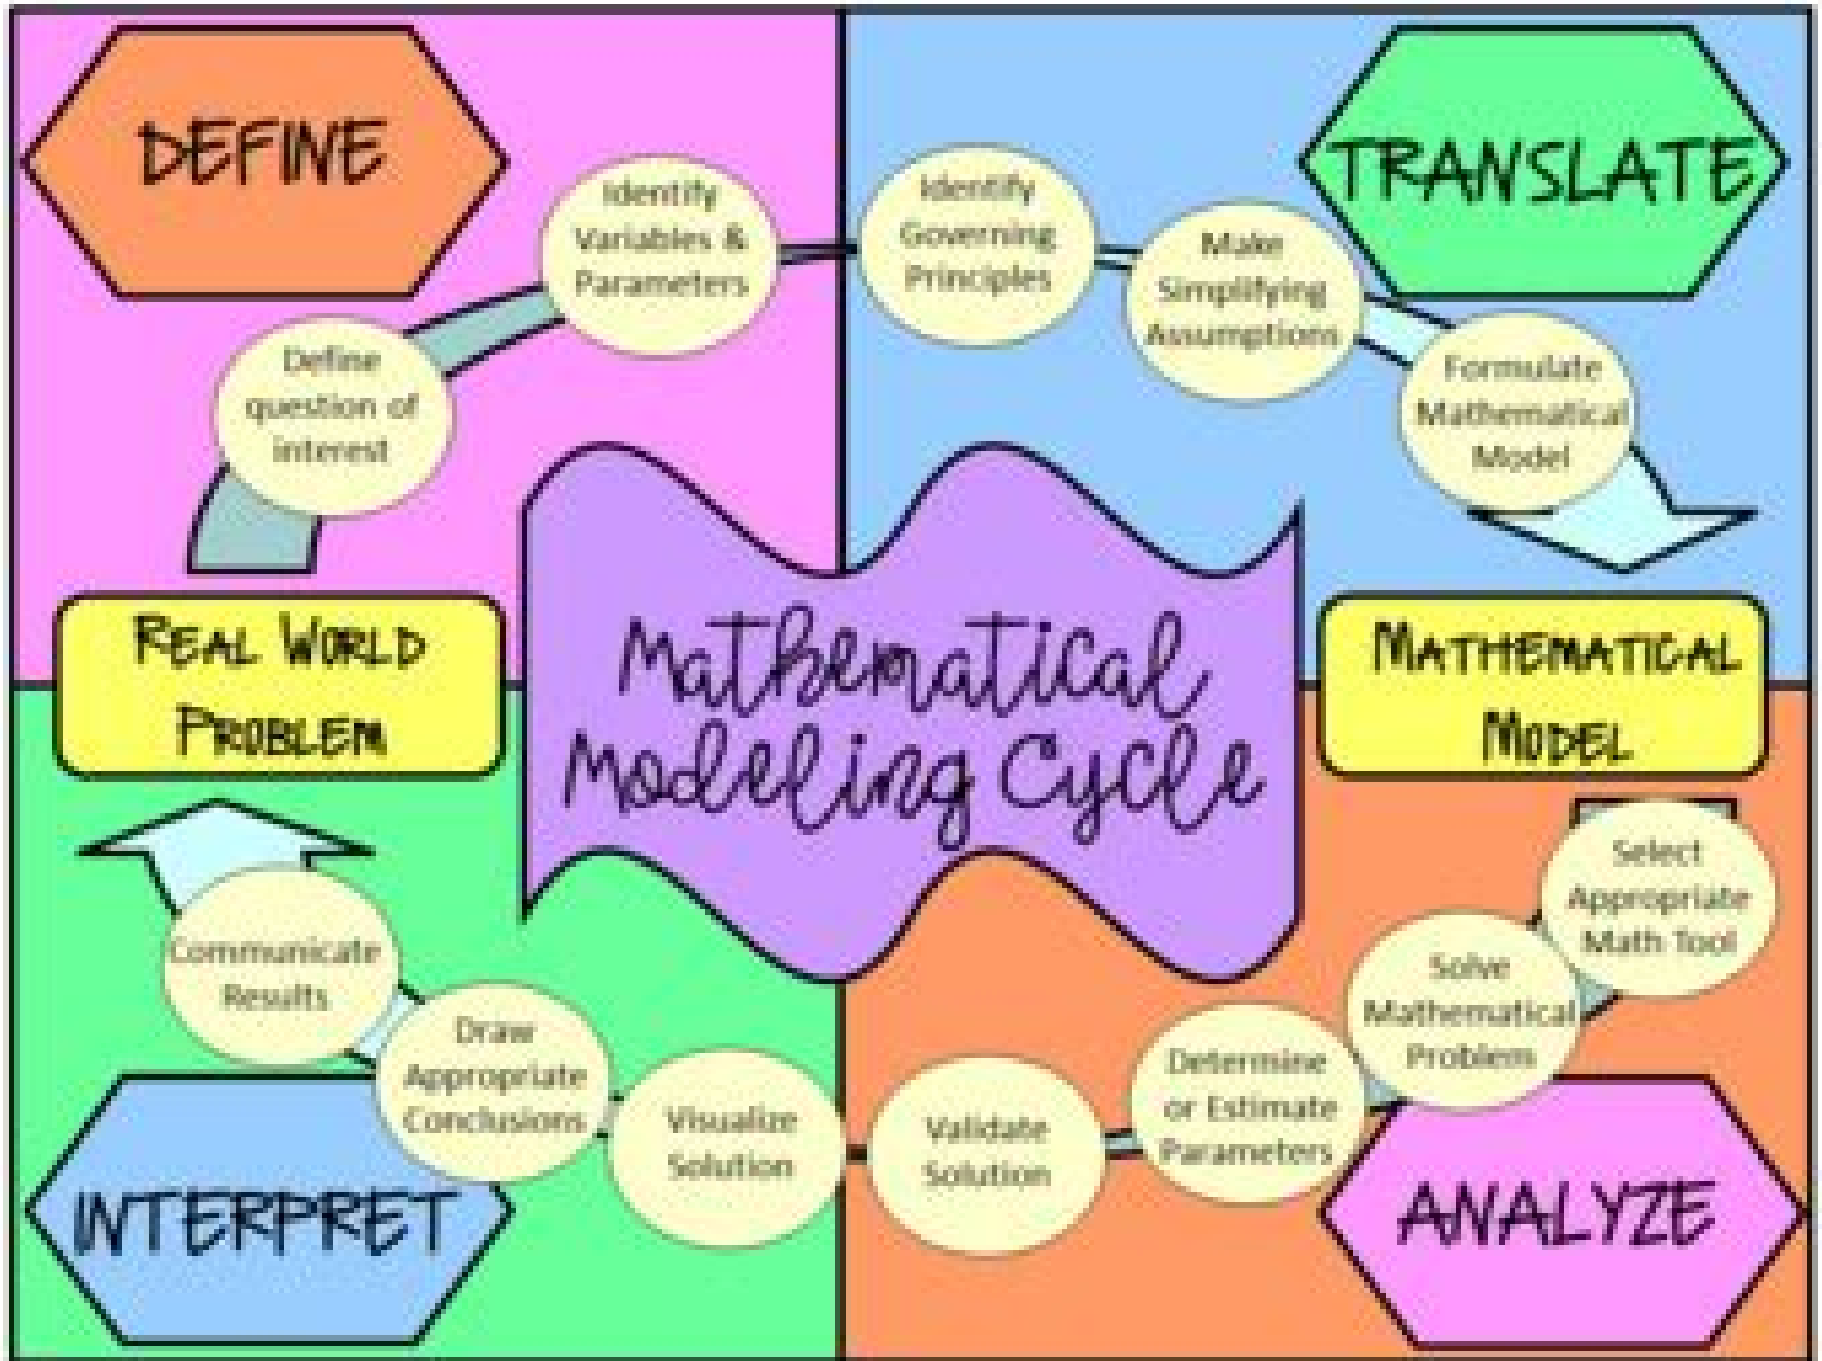 DEFINE
TRANSLATE
Identify
Variables &
Parameters
Identify
Governing
Principles
Make
Simplifying
Assumptions
Define
question of
interest
Formulate
Mathematical
Model
REAL WORLD
PROBLEM
Mathematical
Modeling Cycle
MATHEMATICAL
MODEL
Select
Appropriate
Math Tool
Solve
Mathematical
Problem
Determine
or Estimate
Parameters
Validate
Solution
Visualize
Solution
Draw
Appropriate
Conclusions
Communicate
Results
INTERPRET
ANALYZE